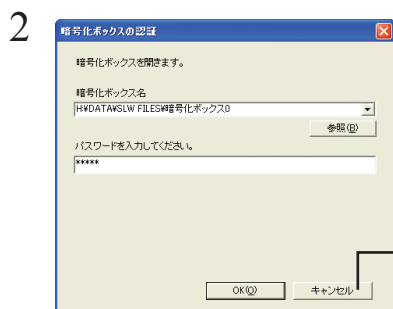 2
暗号化ボックスの認証
暗号化ボックスを開きます。
暗号化ボックス名
H:¥DATA¥SLW FILES¥暗号化ボックス0
参照(B)
パスワードを入力してください。
*****
OK(O) キャンセル